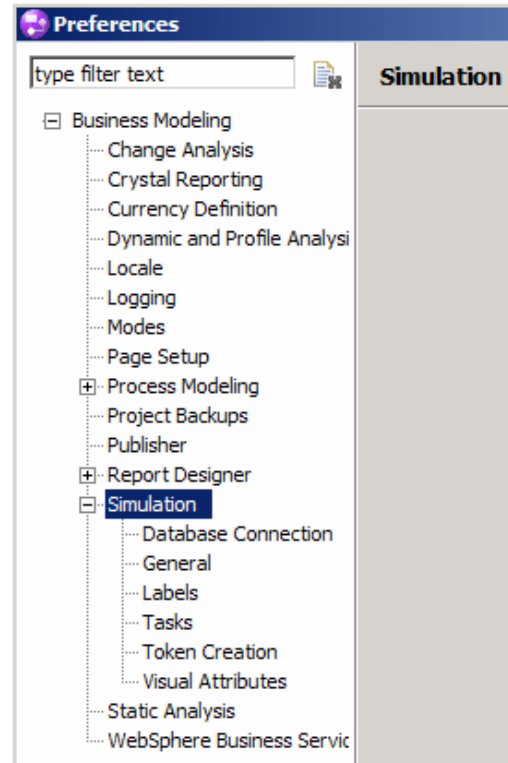 Preferences
type filter text
Simulation
Business Modeling
Change Analysis
Crystal Reporting
Currency Definition
Dynamic and Profile Analysi
Locale
Logging
Modes
Page Setup
Process Modeling
Project Backups
Publisher
Report Designer
Simulation
Database Connection
General
Labels
Tasks
Token Creation
Visual Attributes
Static Analysis
WebSphere Business Servic